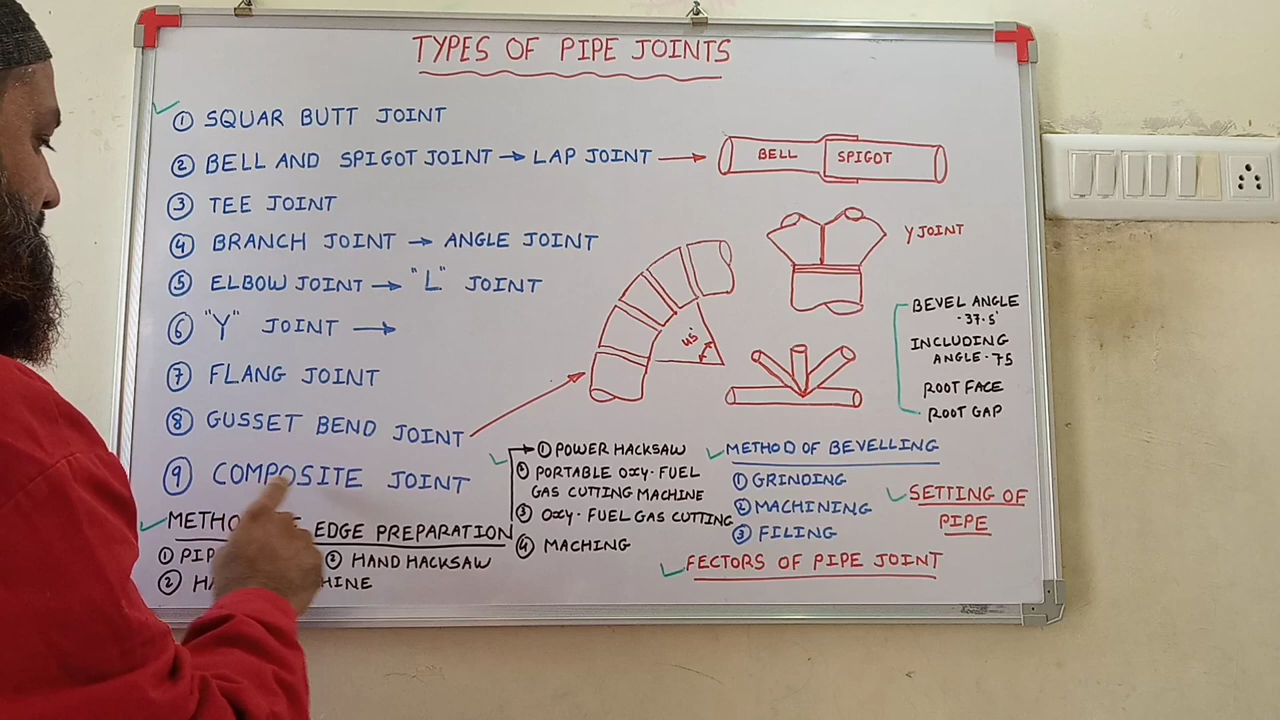 TYPES OF PIPE JOINTS
① SQUAR BUTT JOINT
② BELL AND SPIGOT JOINT → LAP JOINT →
BELL SPIGOT
③ TEE JOINT
④ BRANCH JOINT → ANGLE JOINT
⑤ ELBOW JOINT → "L" JOINT
⑥ "Y" JOINT →
⑦ FLANG JOINT
⑧ GUSSET BEND JOINT
⑨ COMPOSITE JOINT
Y JOINT
45°
BEVEL ANGLE
·37.5°
INCLUDING
ANGLE·75
ROOT FACE
ROOT GAP
EDGE PREPARATION
② HAND HACKSAW
① POWER HACKSAW
② PORTABLE OXY·FUEL
GAS CUTTING MACHINE
③ OXY·FUEL GAS CUTTING
④ MACHING
METHOD OF BEVELLING
① GRINDING
② MACHINING
③ FILING
SETTING OF
PIPE
FECTORS OF PIPE JOINT